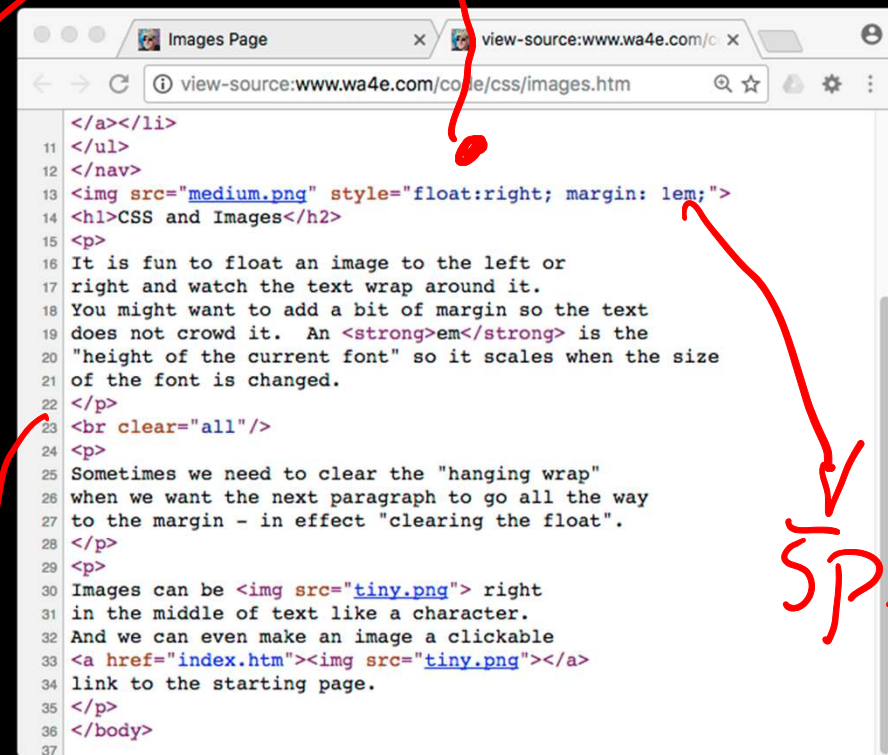 Images Page
view-source:www.wa4e.com/c
view-source:www.wa4e.com/code/css/images.htm
</a></li>
11 </ul>
12 </nav>
13 <img src="medium.png" style="float:right; margin: 1em;">
14 <h1>CSS and Images</h2>
15 <p>
16 It is fun to float an image to the left or
17 right and watch the text wrap around it.
18 You might want to add a bit of margin so the text
19 does not crowd it.  An <strong>em</strong> is the
20 "height of the current font" so it scales when the size
21 of the font is changed.
22 </p>
23 <br clear="all"/>
24 <p>
25 Sometimes we need to clear the "hanging wrap"
26 when we want the next paragraph to go all the way
27 to the margin - in effect "clearing the float".
28 </p>
29 <p>
30 Images can be <img src="tiny.png"> right
31 in the middle of text like a character.
32 And we can even make an image a clickable
33 <a href="index.htm"><img src="tiny.png"></a>
34 link to the starting page.
35 </p>
36 </body>
37